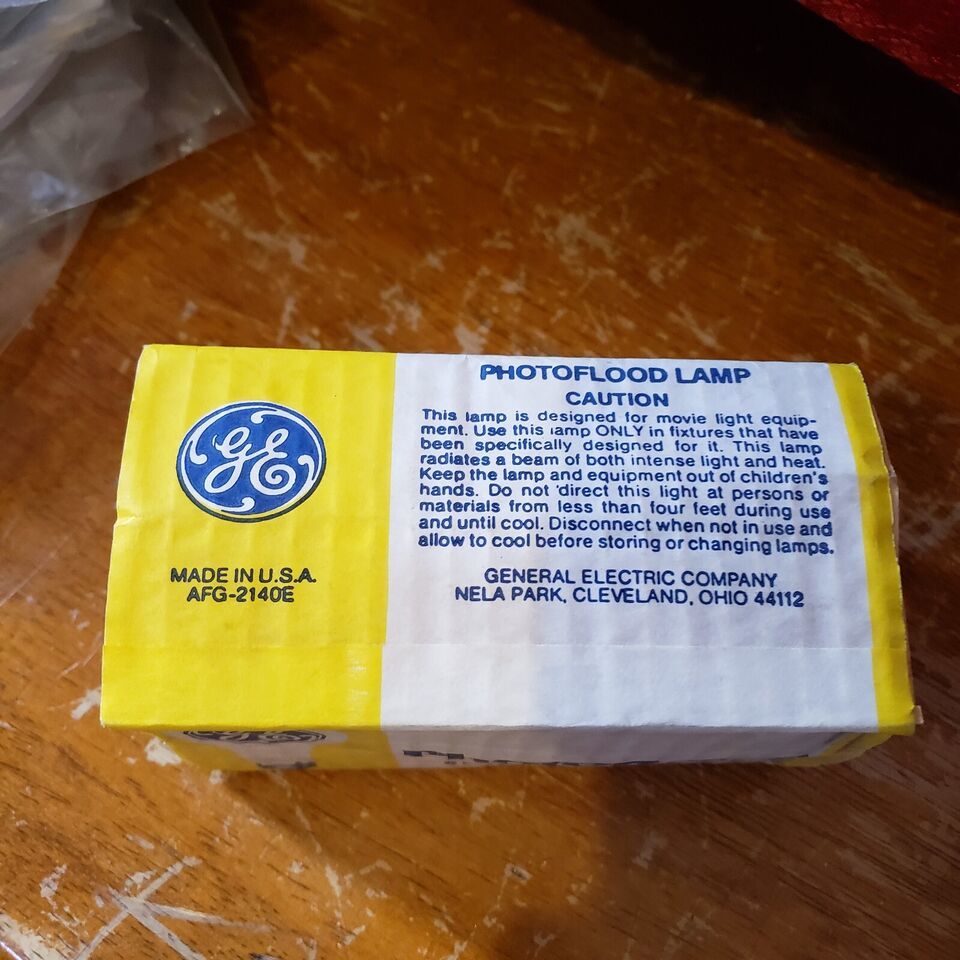 GE
MADE IN U.S.A.
AFG-2140E
PHOTOFLOOD LAMP
CAUTION
This lamp is designed for movie light equip-
ment. Use this lamp ONLY in fixtures that have
been specifically designed for it. This lamp
radiates a beam of both intense light and heat.
Keep the lamp and equipment out of children's
hands. Do not direct this light at persons or
materials from less than four feet during use
and until cool. Disconnect when not in use and
allow to cool before storing or changing lamps.
GENERAL ELECTRIC COMPANY
NELA PARK, CLEVELAND, OHIO 44112